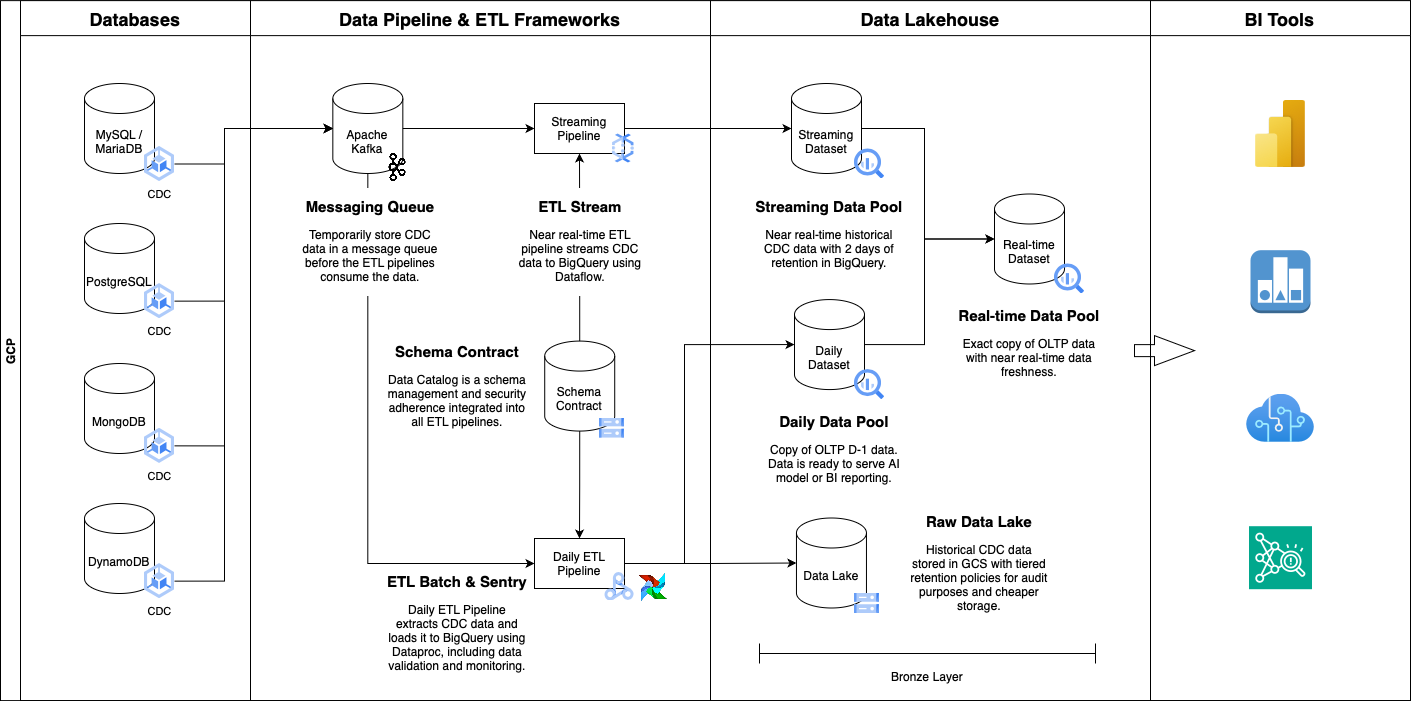 Databases
Data Pipeline & ETL Frameworks
Data Lakehouse
BI Tools
GCP
MySQL /
MariaDB
CDC
PostgreSQL
CDC
MongoDB
CDC
DynamoDB
CDC
Apache
Kafka
Messaging Queue
Temporarily store CDC
data in a message queue
before the ETL pipelines
consume the data.
Streaming
Pipeline
ETL Stream
Near real-time ETL
pipeline streams CDC
data to BigQuery using
Dataflow.
Schema Contract
Data Catalog is a schema
management and security
adherence integrated into
all ETL pipelines.
Schema
Contract
Daily ETL
Pipeline
ETL Batch & Sentry
Daily ETL Pipeline
extracts CDC data and
loads it to BigQuery using
Dataproc, including data
validation and monitoring.
Streaming
Dataset
Streaming Data Pool
Near real-time historical
CDC data with 2 days of
retention in BigQuery.
Real-time
Dataset
Real-time Data Pool
Exact copy of OLTP data
with near real-time data
freshness.
Daily
Dataset
Daily Data Pool
Copy of OLTP D-1 data.
Data is ready to serve AI
model or BI reporting.
Data Lake
Raw Data Lake
Historical CDC data
stored in GCS with tiered
retention policies for audit
purposes and cheaper
storage.
Bronze Layer